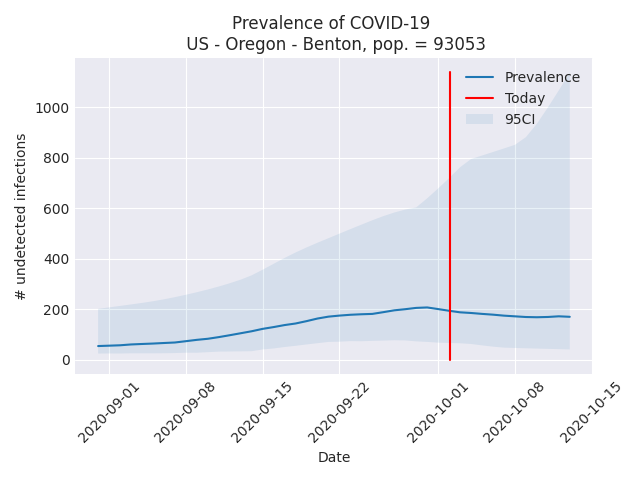 Prevalence of COVID-19
US - Oregon - Benton, pop. = 93053
Prevalence
Today
95CI
# undetected infections
1000
800
600
400
200
0
2020-09-01
2020-09-08
2020-09-15
2020-09-22
2020-10-01
2020-10-08
2020-10-15
Date